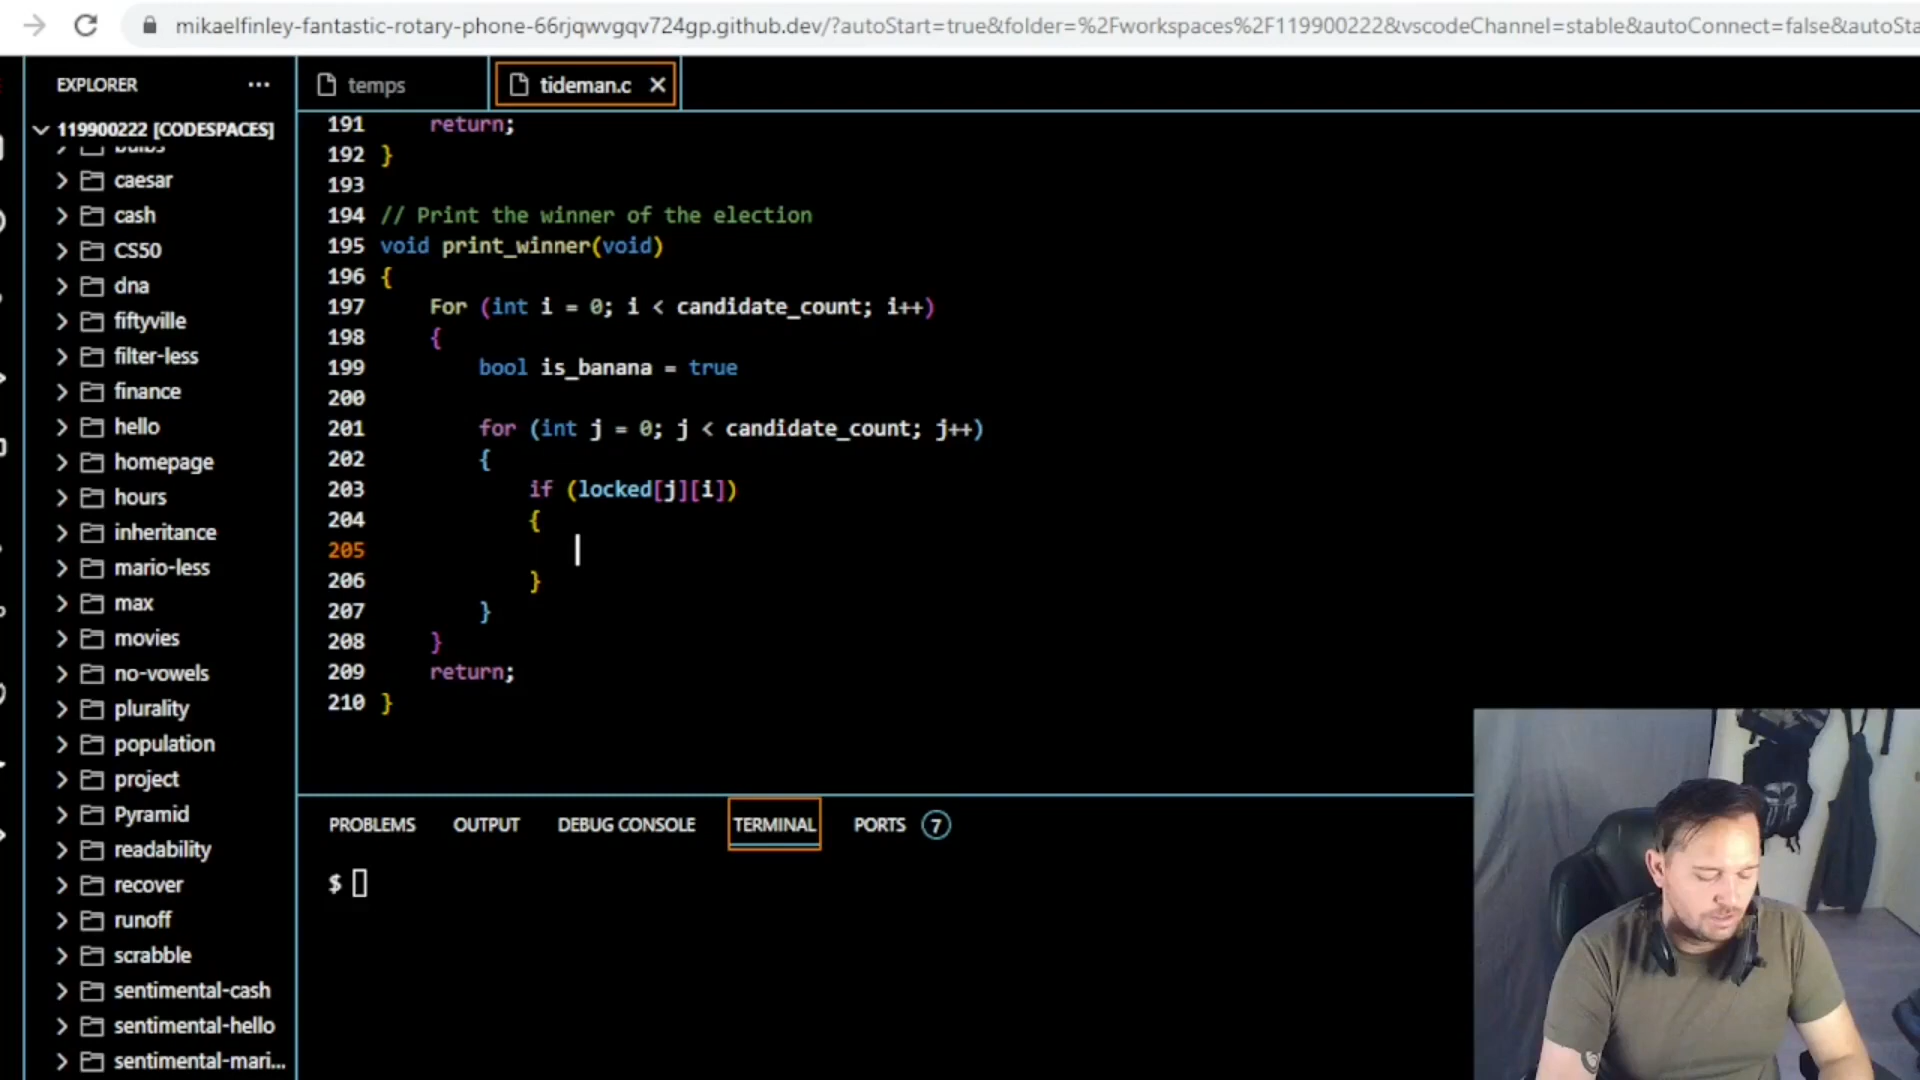 mikaelfinley-fantastic-rotary-phone-66rjqwvgqv724gp.github.dev/?autoStart=true&folder=%2Fworkspaces%2F119900222&vscodeChannel=stable&autoConnect=false&autoSta
EXPLORER ...
temps
tideman.c
119900222 [CODESPACES]
bulbs
caesar
cash
CS50
dna
fiftyville
filter-less
finance
hello
homepage
hours
inheritance
mario-less
max
movies
no-vowels
plurality
population
project
Pyramid
readability
recover
runoff
scrabble
sentimental-cash
sentimental-hello
sentimental-mari...
191 return;
192 }
193
194 // Print the winner of the election
195 void print_winner(void)
196 {
197 For (int i = 0; i < candidate_count; i++)
198 {
199 bool is_banana = true
200
201 for (int j = 0; j < candidate_count; j++)
202 {
203 if (locked[j][i])
204 {
205
206 }
207 }
208 }
209 return;
210 }
PROBLEMS OUTPUT DEBUG CONSOLE TERMINAL PORTS 7
$